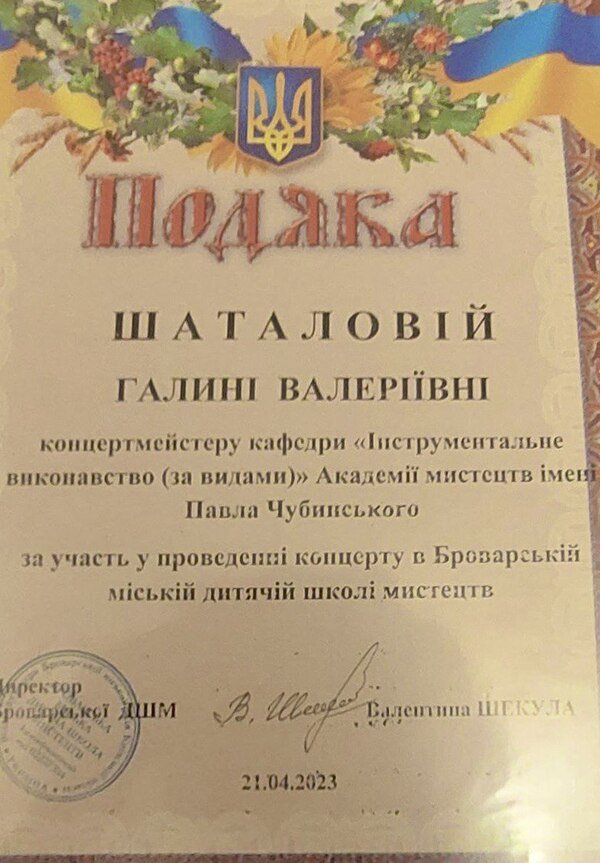 Подяка
ШАТАЛОВІЙ
ГАЛИНІ ВАЛЕРІЇВНІ
концертмейстеру кафедри «Інструментальне
виконавство (за видами)» Академії мистецтв імені
Павла Чубинського
за участь у проведенні концерту в Броварській
міській дитячій школі мистецтв
Директор
Броварської ДШМ
Валентина ШЕКУЛА
21.04.2023